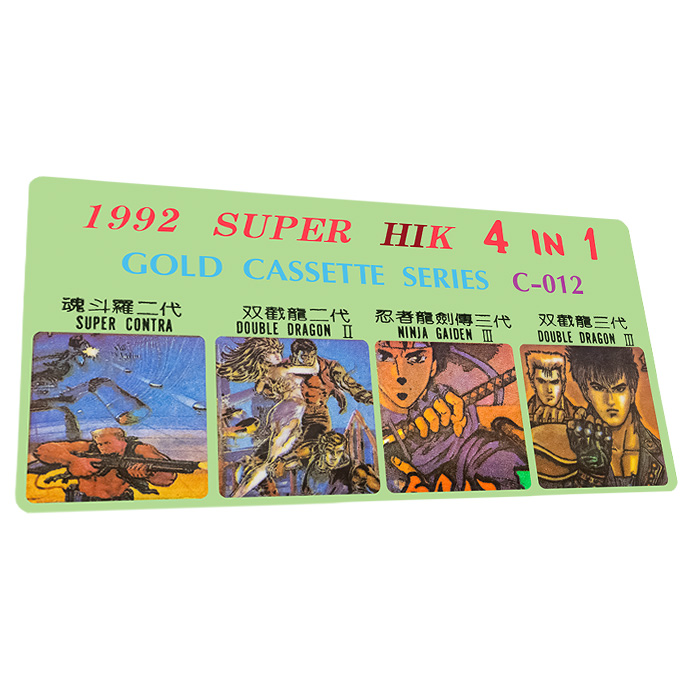 1992 SUPER HIK 4 IN 1
GOLD CASSETTE SERIES C-012
魂斗羅二代
SUPER CONTRA
双截龍二代
DOUBLE DRAGON II
忍者龍劍傳三代
NINJA GAIDEN III
双截龍三代
DOUBLE DRAGON III